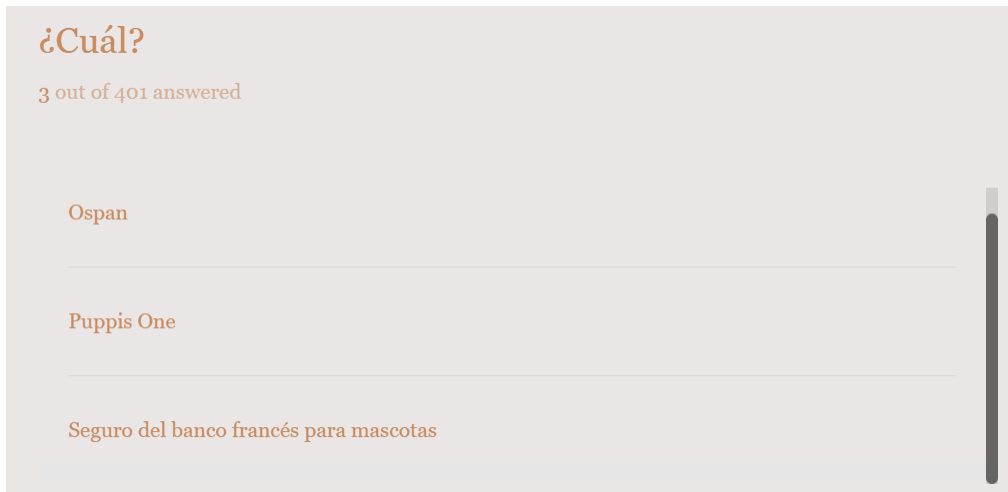 ¿Cuál?
3 out of 401 answered
Ospan
Puppis One
Seguro del banco francés para mascotas